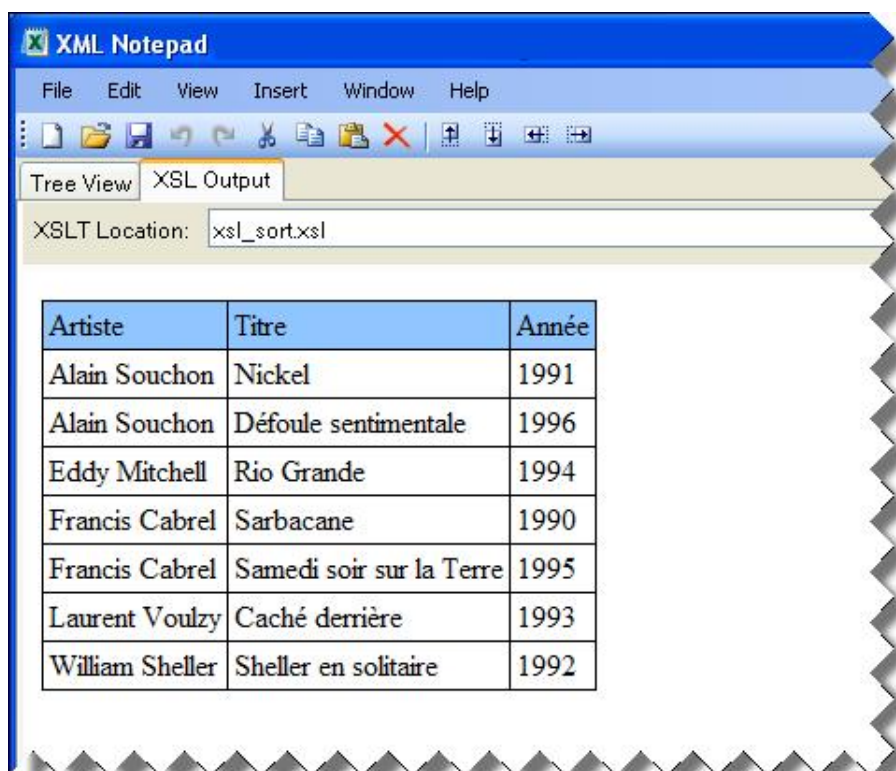 XML Notepad
File Edit View Insert Window Help
Tree View XSL Output
XSLT Location: xsl_sort.xsl
Artiste Titre Année
Alain Souchon Nickel 1991
Alain Souchon Défoule sentimentale 1996
Eddy Mitchell Rio Grande 1994
Francis Cabrel Sarbacane 1990
Francis Cabrel Samedi soir sur la Terre 1995
Laurent Voulzy Caché derrière 1993
William Sheller Sheller en solitaire 1992